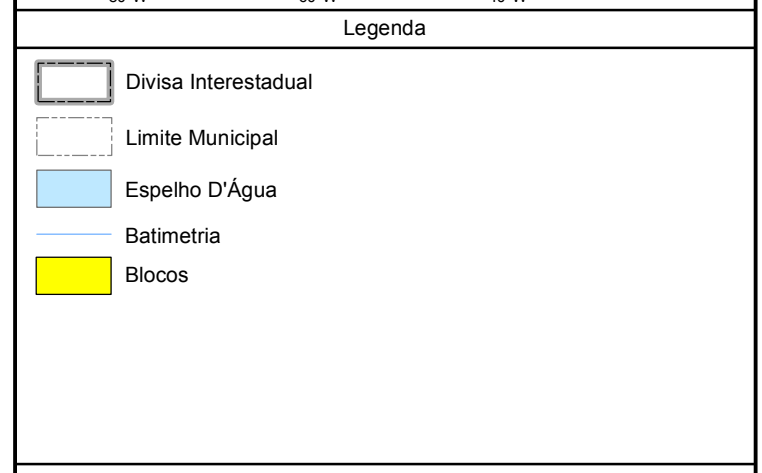 Legenda
Divisa Interestadual
Limite Municipal
Espelho D'Água
Batimetria
Blocos